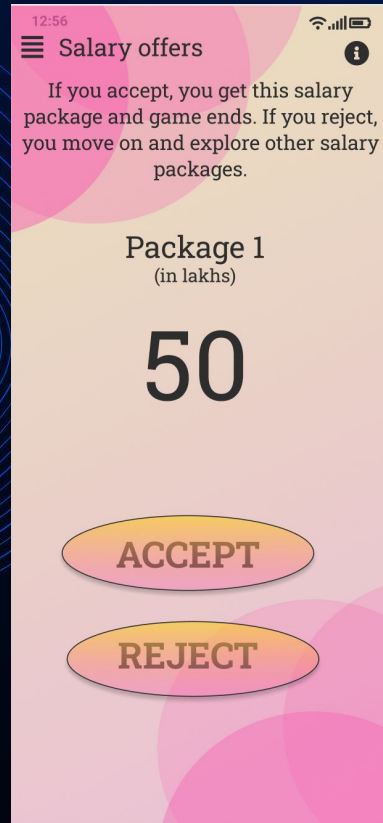 12:56
Salary offers
If you accept, you get this salary
package and game ends. If you reject,
you move on and explore other salary
packages.
Package 1
(in lakhs)
50
ACCEPT
REJECT